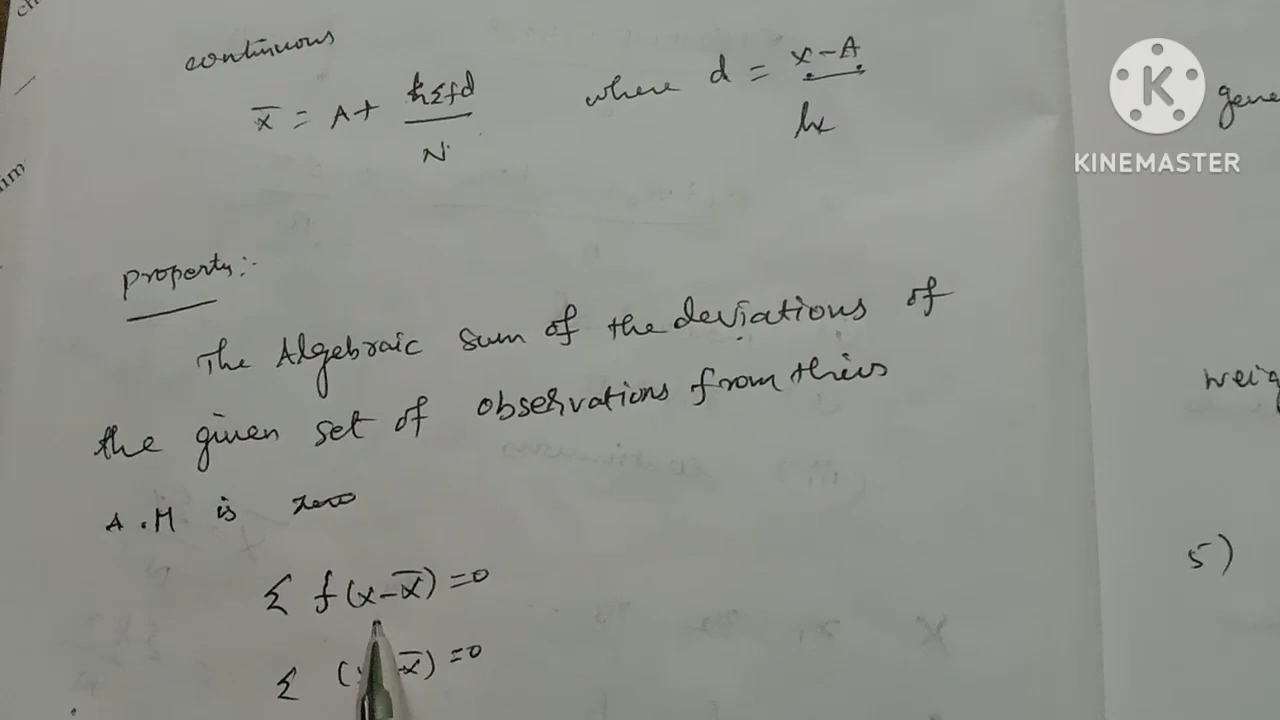 continuous
x̄ = A + hΣfd / N where d = x - A / h
K
KINEMASTER
gene
Property:-
The Algebraic sum of the deviations of
the given set of observations from their
A.M is zero
Σ f(x-x̄) = 0
Σ (x̄) = 0
weig
5)